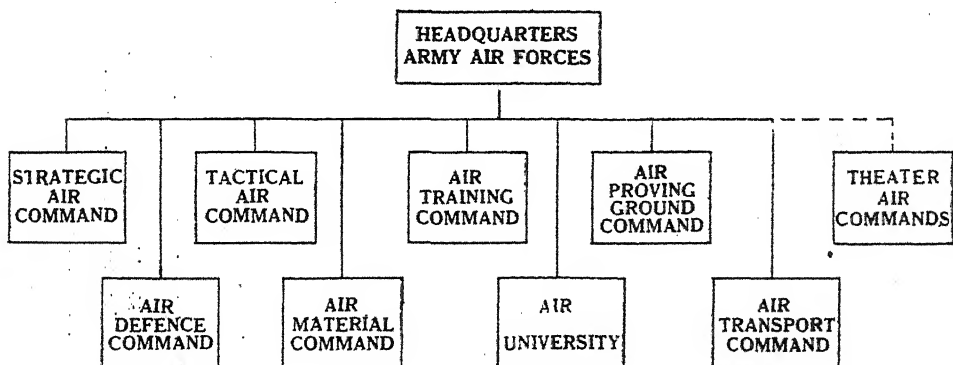 HEADQUARTERS
ARMY AIR FORCES
STRATEGIC
AIR
COMMAND
TACTICAL
AIR
COMMAND
AIR
TRAINING
COMMAND
AIR
PROVING
GROUND
COMMAND
THEATER
AIR
COMMANDS
AIR
DEFENCE
COMMAND
AIR
MATERIAL
COMMAND
AIR
UNIVERSITY
AIR
TRANSPORT
COMMAND